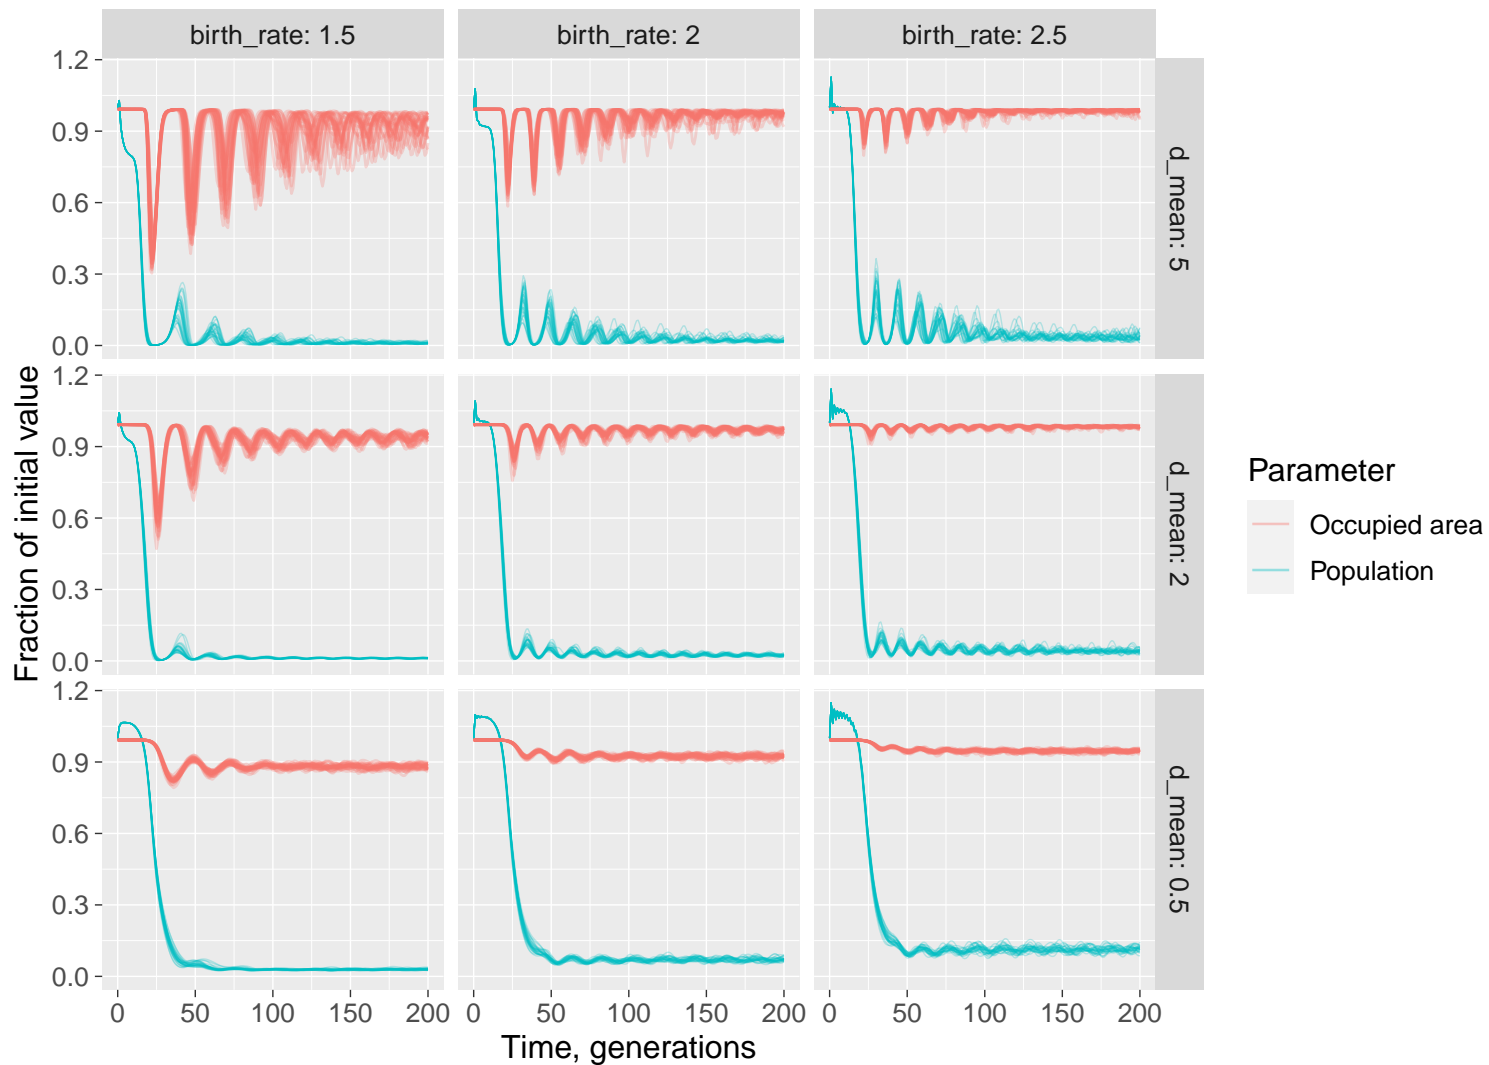 birth_rate: 1.5
birth_rate: 2
birth_rate: 2.5
Fraction of initial value
1.2
0.9
0.6
0.3
0.0
d_mean: 5
1.2
0.9
0.6
0.3
0.0
d_mean: 2
1.2
0.9
0.6
0.3
0.0
d_mean: 0.5
0 50 100 150 200
0 50 100 150 200
0 50 100 150 200
Time, generations
Parameter
Occupied area
Population